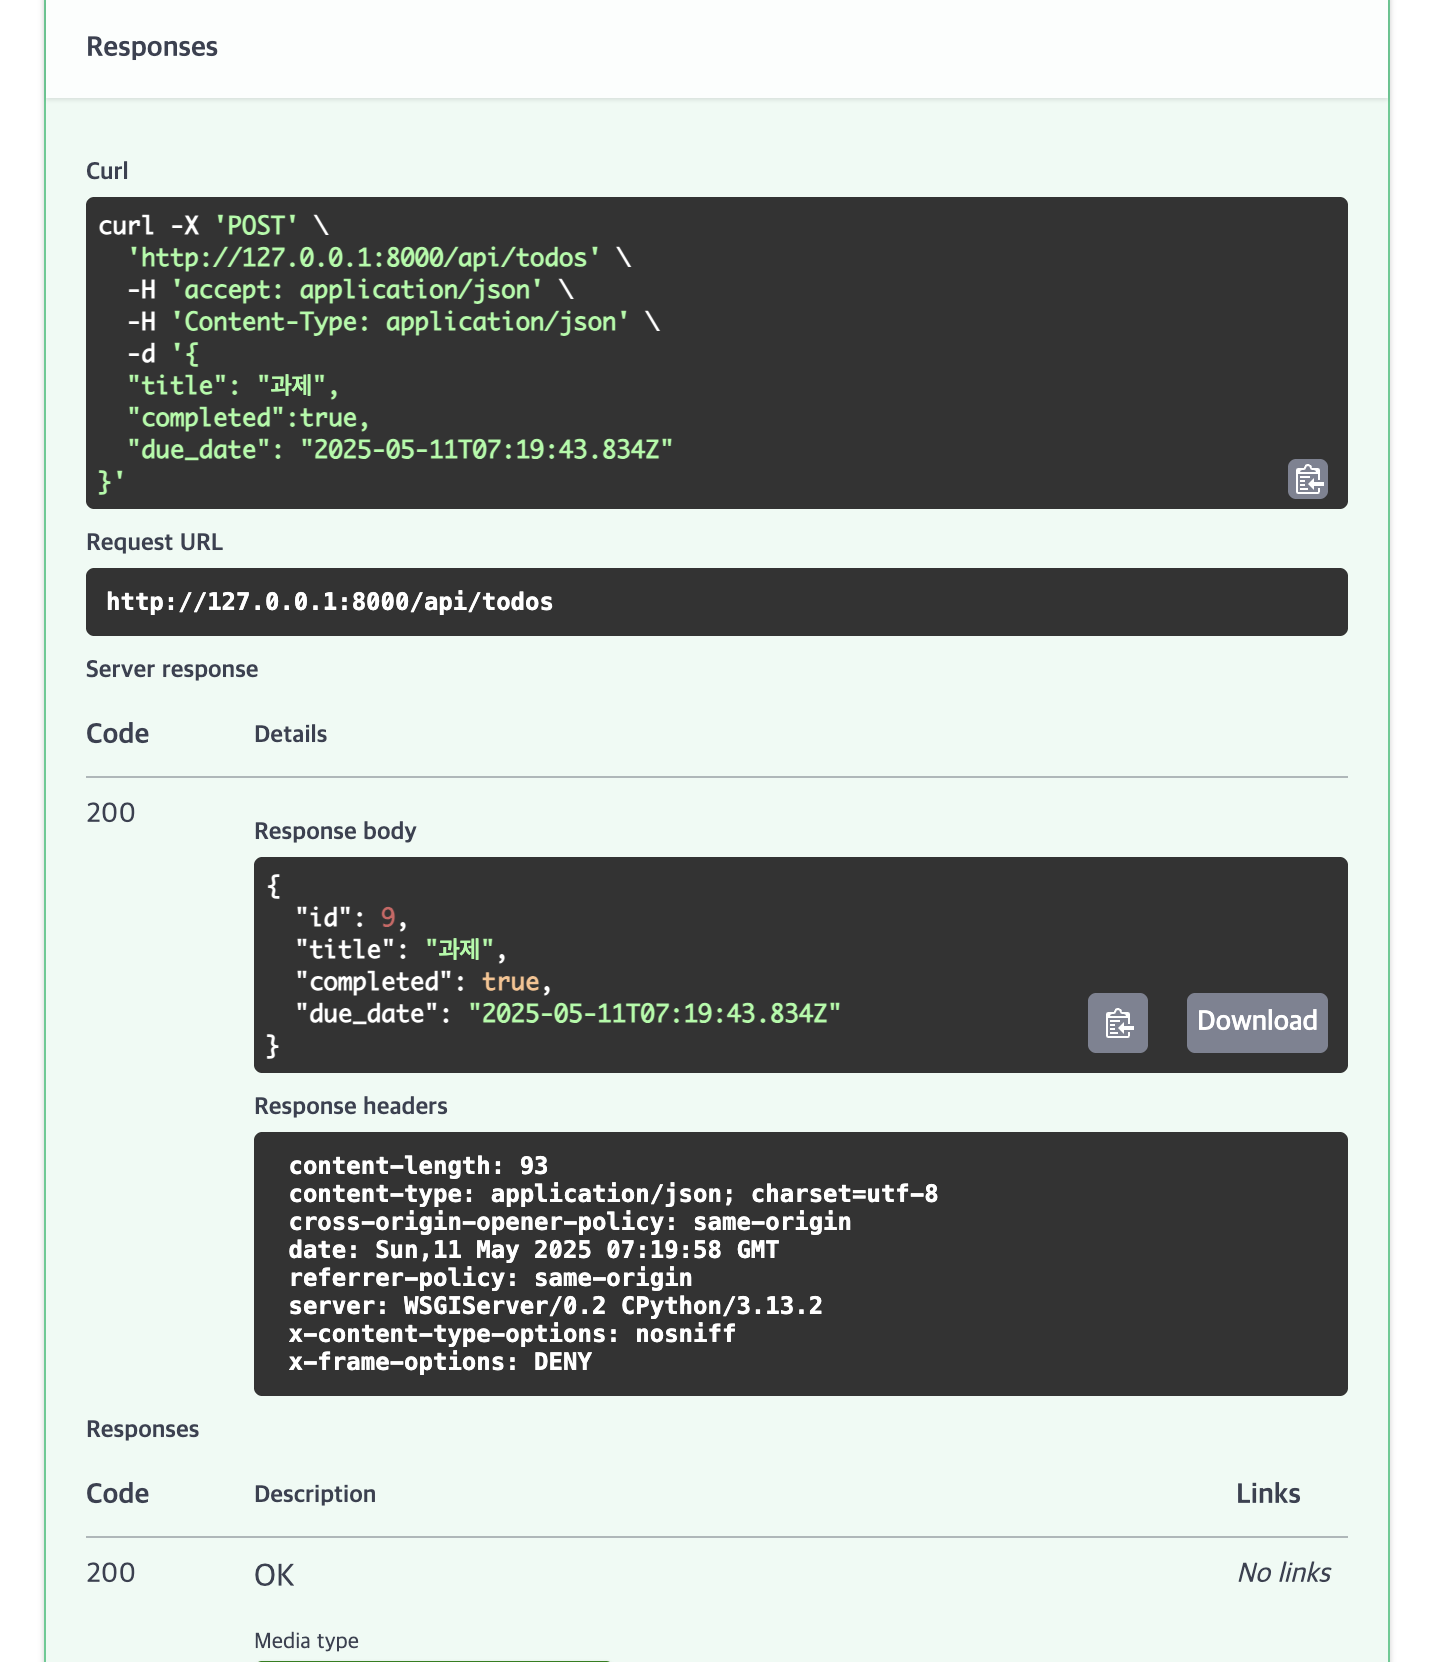 Responses
Curl
curl -X 'POST' \
  'http://127.0.0.1:8000/api/todos' \
  -H 'accept: application/json' \
  -H 'Content-Type: application/json' \
  -d '{
  "title": "과제",
  "completed":true,
  "due_date": "2025-05-11T07:19:43.834Z"
}'
Request URL
http://127.0.0.1:8000/api/todos
Server response
Code Details
200
Response body
{
  "id": 9,
  "title": "과제",
  "completed": true,
  "due_date": "2025-05-11T07:19:43.834Z"
}
Download
Response headers
content-length: 93
content-type: application/json; charset=utf-8
cross-origin-opener-policy: same-origin
date: Sun,11 May 2025 07:19:58 GMT
referrer-policy: same-origin
server: WSGIServer/0.2 CPython/3.13.2
x-content-type-options: nosniff
x-frame-options: DENY
Responses
Code Description Links
200 OK No links
Media type